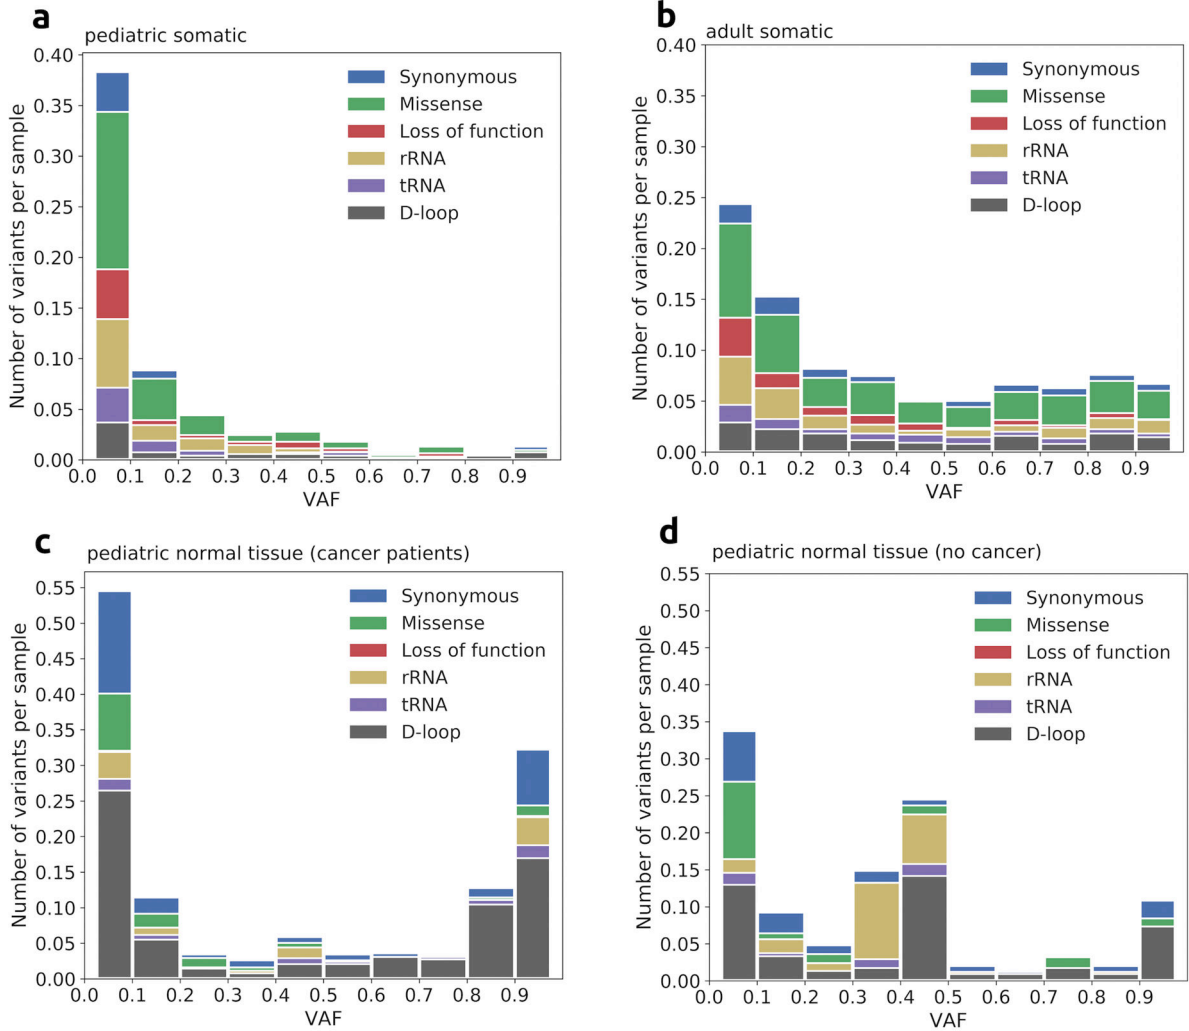 a
pediatric somatic
Number of variants per sample
0.40
0.35
0.30
0.25
0.20
0.15
0.10
0.05
0.00
Synonymous
Missense
Loss of function
rRNA
tRNA
D-loop
0.0 0.1 0.2 0.3 0.4 0.5 0.6 0.7 0.8 0.9
VAF
b
adult somatic
Number of variants per sample
0.40
0.35
0.30
0.25
0.20
0.15
0.10
0.05
0.00
Synonymous
Missense
Loss of function
rRNA
tRNA
D-loop
0.0 0.1 0.2 0.3 0.4 0.5 0.6 0.7 0.8 0.9
VAF
c
pediatric normal tissue (cancer patients)
Number of variants per sample
0.55
0.50
0.45
0.40
0.35
0.30
0.25
0.20
0.15
0.10
0.05
0.00
Synonymous
Missense
Loss of function
rRNA
tRNA
D-loop
0.0 0.1 0.2 0.3 0.4 0.5 0.6 0.7 0.8 0.9
VAF
d
pediatric normal tissue (no cancer)
Number of variants per sample
0.55
0.50
0.45
0.40
0.35
0.30
0.25
0.20
0.15
0.10
0.05
0.00
Synonymous
Missense
Loss of function
rRNA
tRNA
D-loop
0.0 0.1 0.2 0.3 0.4 0.5 0.6 0.7 0.8 0.9
VAF